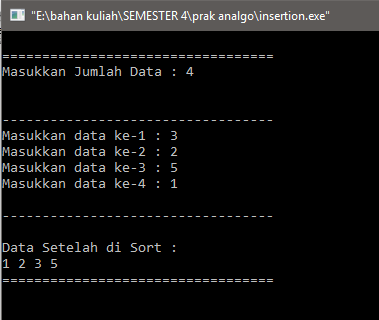 "E:\bahan kuliah\SEMESTER 4\prak analgo\insertion.exe"
==================================
Masukkan Jumlah Data : 4
----------------------------------
Masukkan data ke-1 : 3
Masukkan data ke-2 : 2
Masukkan data ke-3 : 5
Masukkan data ke-4 : 1
----------------------------------
Data Setelah di Sort :
1 2 3 5
==================================